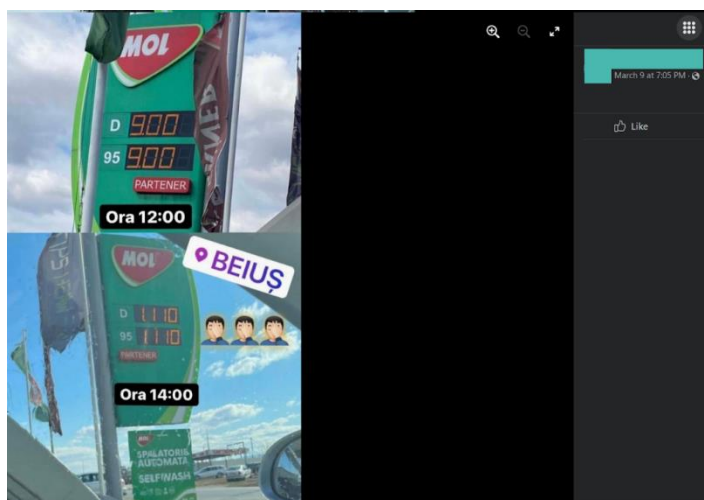 MOL
D 9.00
95 9.00
PARTENER
Ora 12:00
BEIUȘ
MOL
D 11.10
95 11.10
PARTENER
Ora 14:00
MOL
SPALATORIE
AUTOMATA
SELFWASH
March 9 at 7:05 PM
Like